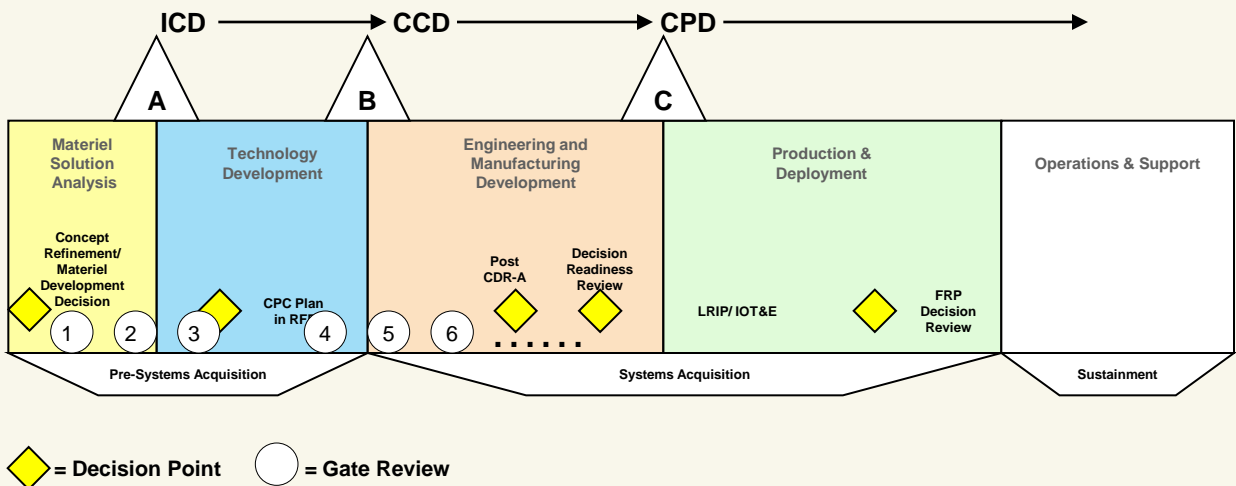 ICD
CCD
CPD
A
B
C
Materiel
Solution
Analysis
Technology
Development
Engineering and
Manufacturing
Development
Production &
Deployment
Operations & Support
Concept
Refinement/
Materiel
Development
Decision
CPC Plan
in RF
Post
CDR-A
Decision
Readiness
Review
LRIP/ IOT&E
FRP
Decision
Review
1
2
3
4
5
6
......
Pre-Systems Acquisition
Systems Acquisition
Sustainment
= Decision Point
= Gate Review